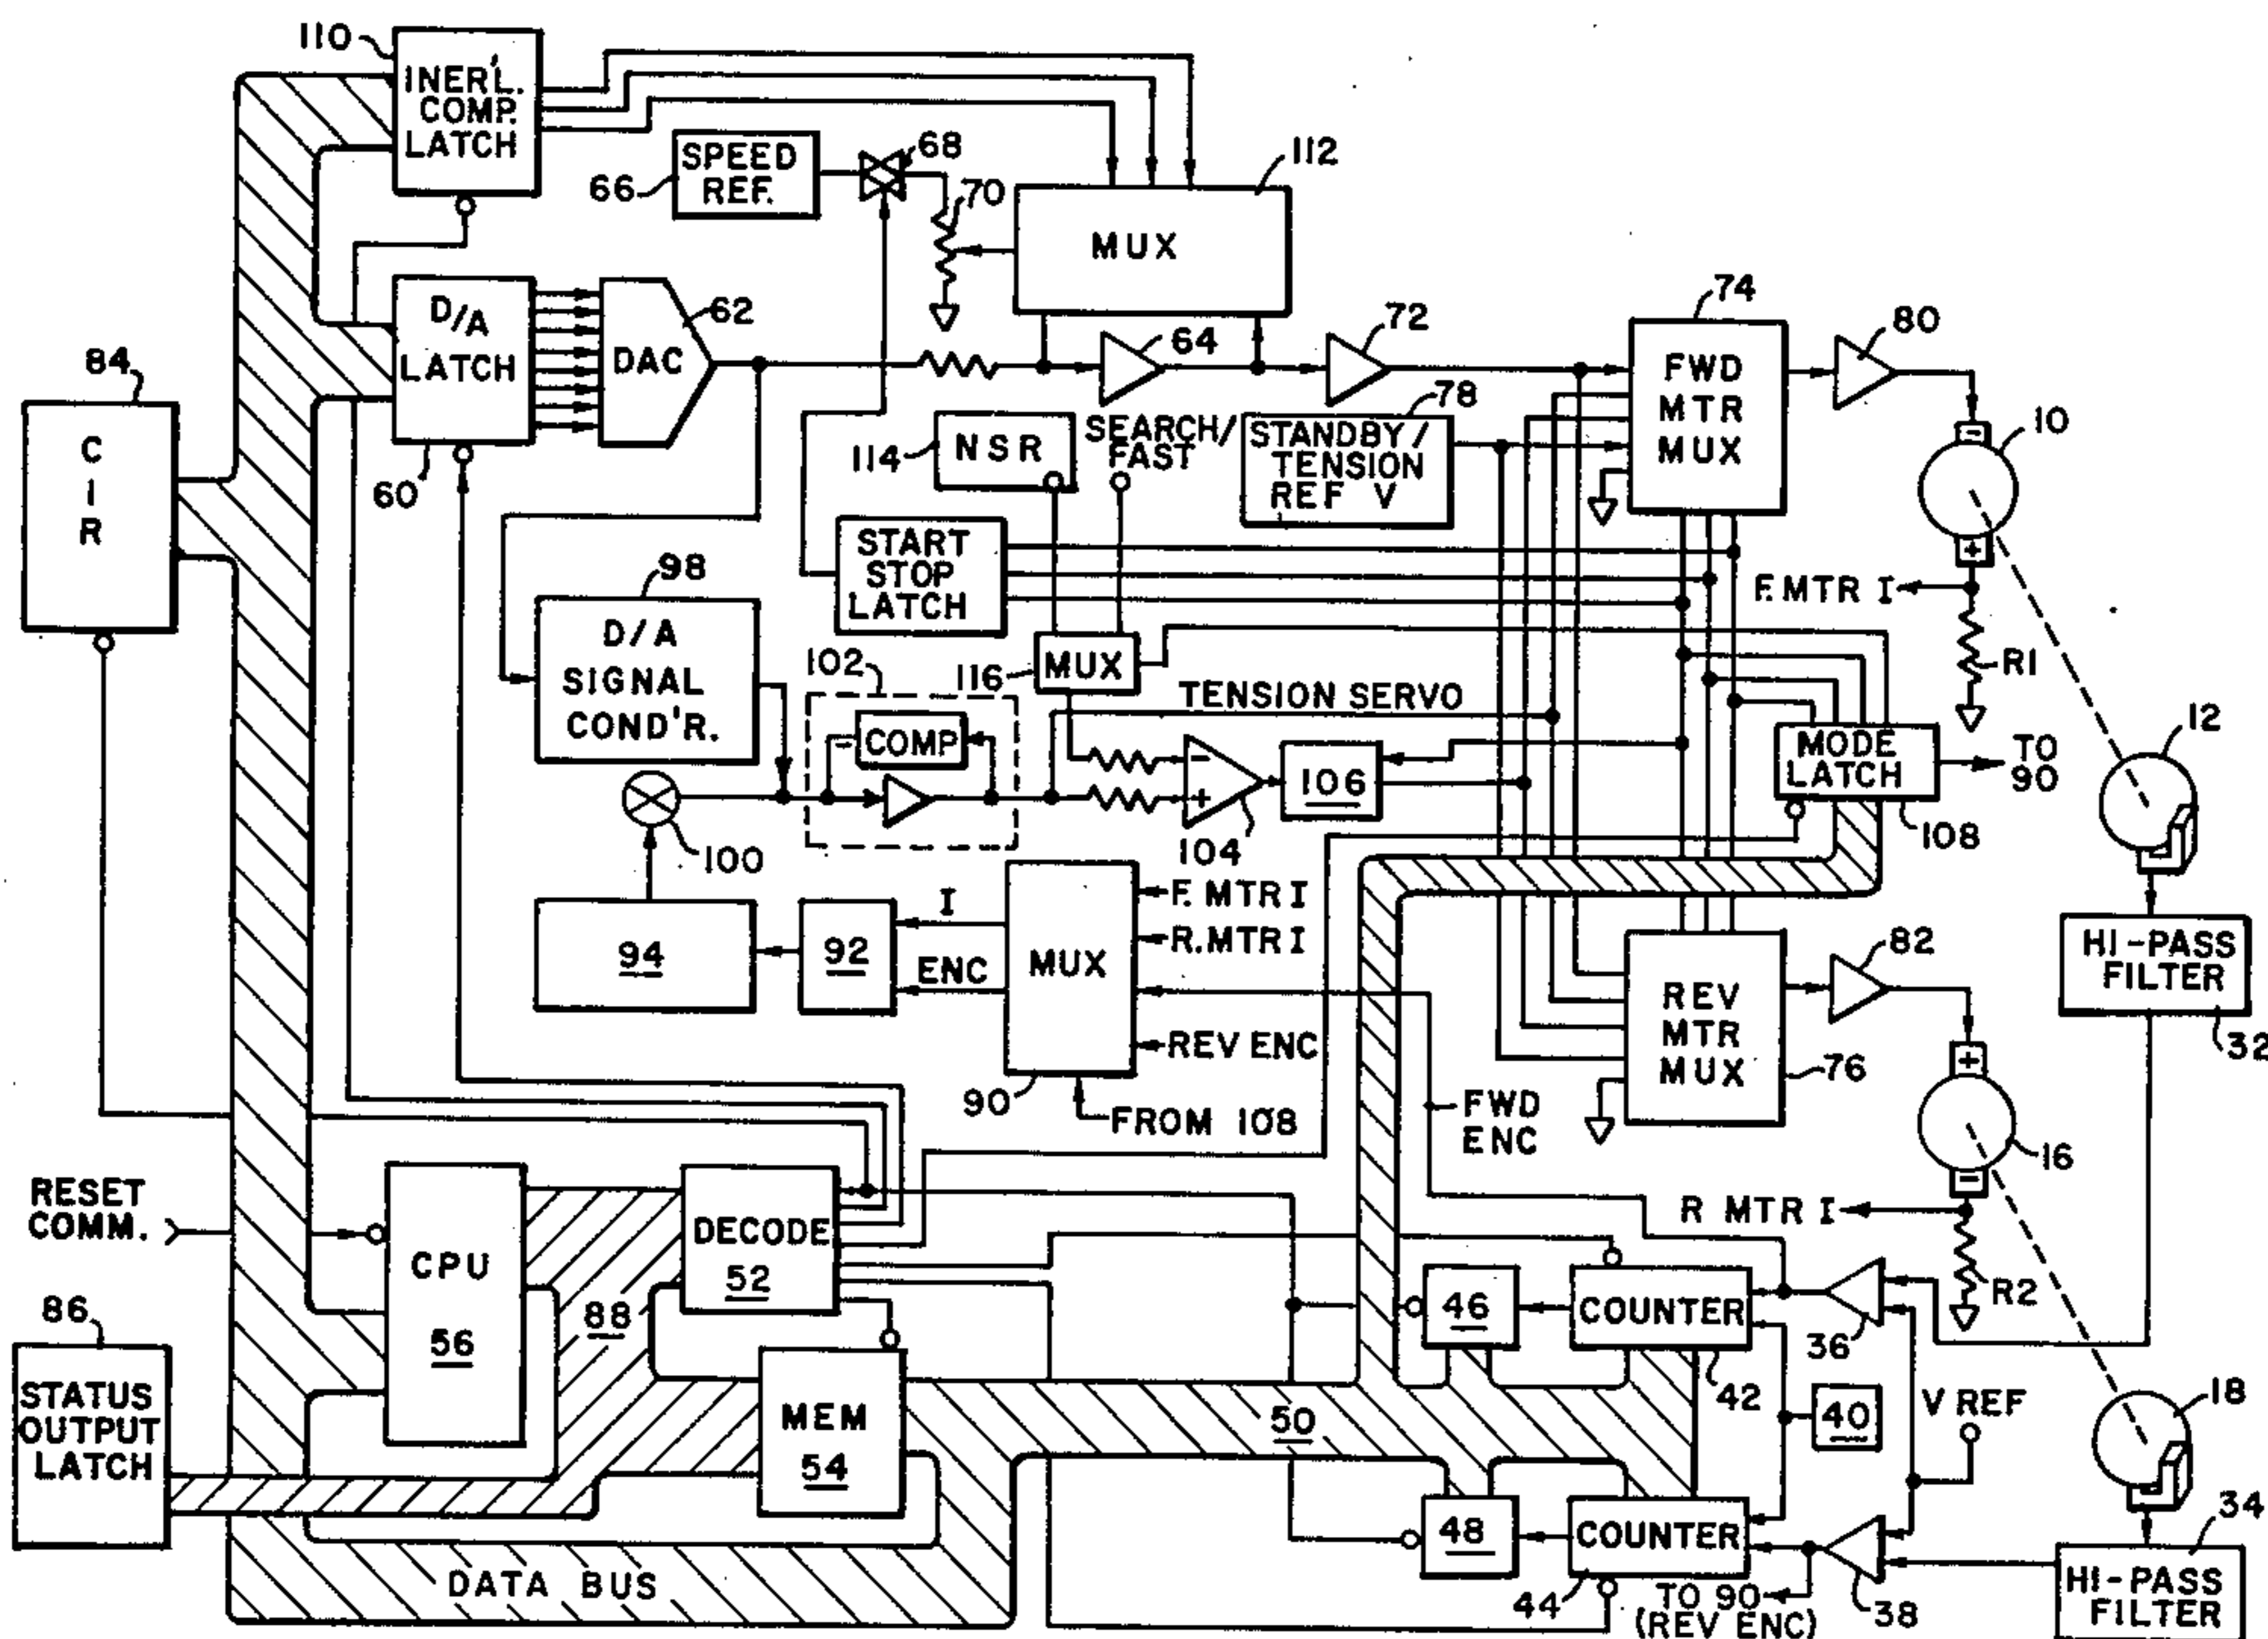 110
INER'L.
COMP.
LATCH
SPEED
REF.
66
68
70
112
MUX
D/A
LATCH
60
DAC
62
64
72
74
FWD
MTR
MUX
80
84
C
I
R
114
NSR
SEARCH/
FAST
78
STANDBY/
TENSION
REF V
10
-
+
F. MTR I
R1
START
STOP
LATCH
98
D/A
SIGNAL
COND'R.
102
COMP
-
116
MUX
TENSION SERVO
12
MODE
LATCH
TO
90
108
100
-
+
104
106
94
92
I
ENC
MUX
90
F. MTR I
R. MTR I
REV ENC
FROM 108
FWD
ENC
REV
MTR
MUX
76
82
HI-PASS
FILTER
32
+
16
-
R MTR I
R2
RESET
COMM.
CPU
56
DECODE
52
88
86
STATUS
OUTPUT
LATCH
MEM
54
50
46
COUNTER
42
36
40
V REF
18
48
COUNTER
44
TO 90
(REV ENC)
38
34
HI-PASS
FILTER
DATA BUS